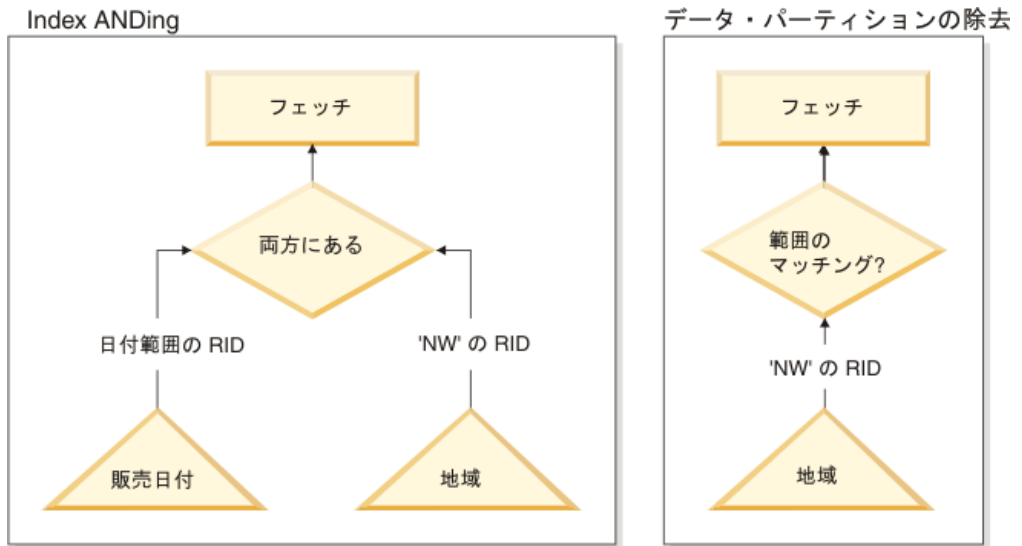 Index ANDing
フェッチ
両方にある
日付範囲の RID
'NW' の RID
販売日付
地域
データ・パーティションの除去
フェッチ
範囲の
マッチング?
'NW' の RID
地域